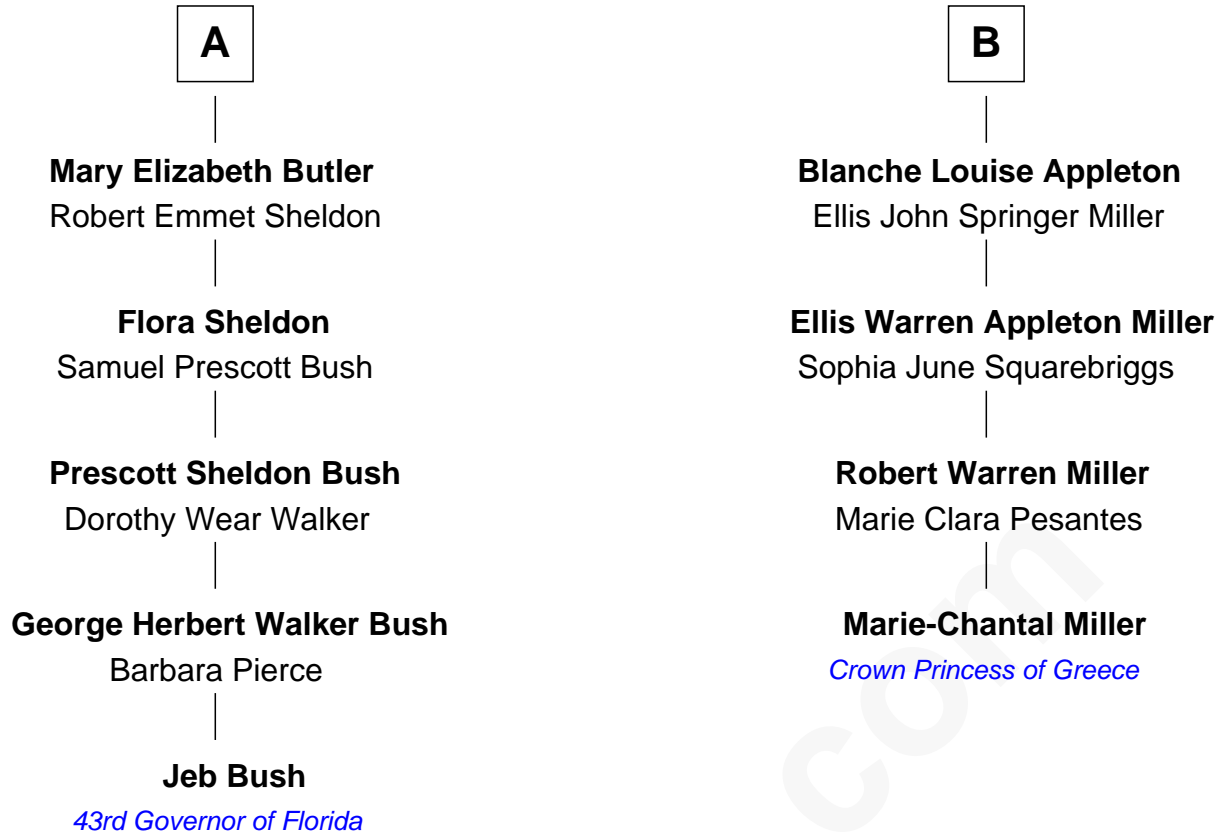 A
Mary Elizabeth Butler
Robert Emmet Sheldon
Flora Sheldon
Samuel Prescott Bush
Prescott Sheldon Bush
Dorothy Wear Walker
George Herbert Walker Bush
Barbara Pierce
Jeb Bush
43rd Governor of Florida
B
Blanche Louise Appleton
Ellis John Springer Miller
Ellis Warren Appleton Miller
Sophia June Squarebriggs
Robert Warren Miller
Marie Clara Pesantes
Marie-Chantal Miller
Crown Princess of Greece
com